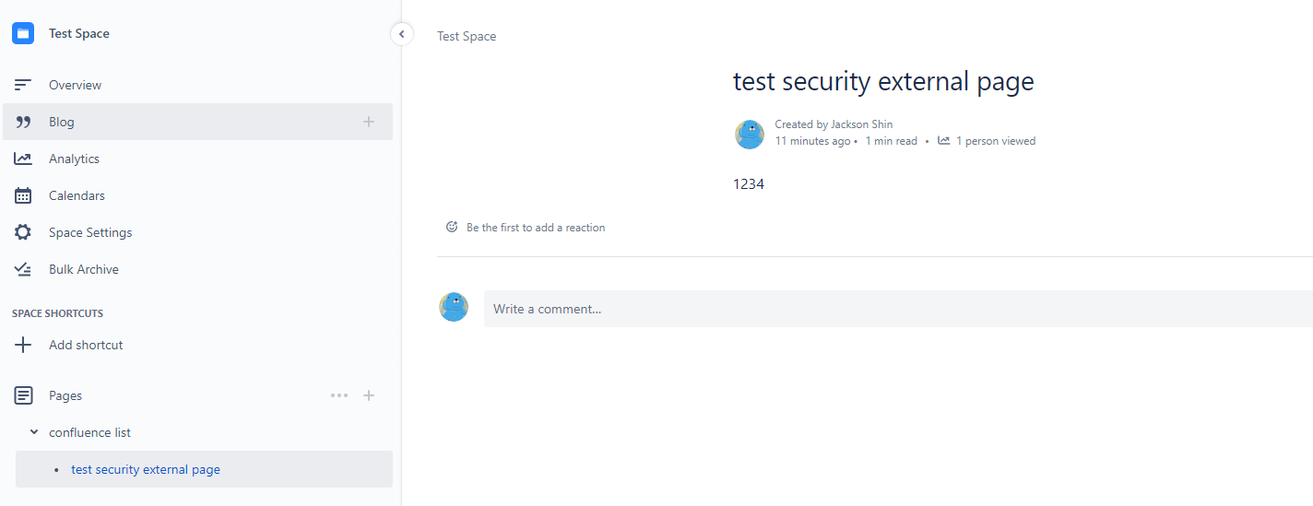 Test Space
Overview
Blog
Analytics
Calendars
Space Settings
Bulk Archive
SPACE SHORTCUTS
Add shortcut
Pages
confluence list
test security external page
Test Space
test security external page
Created by Jackson Shin
11 minutes ago • 1 min read • 1 person viewed
1234
Be the first to add a reaction
Write a comment...